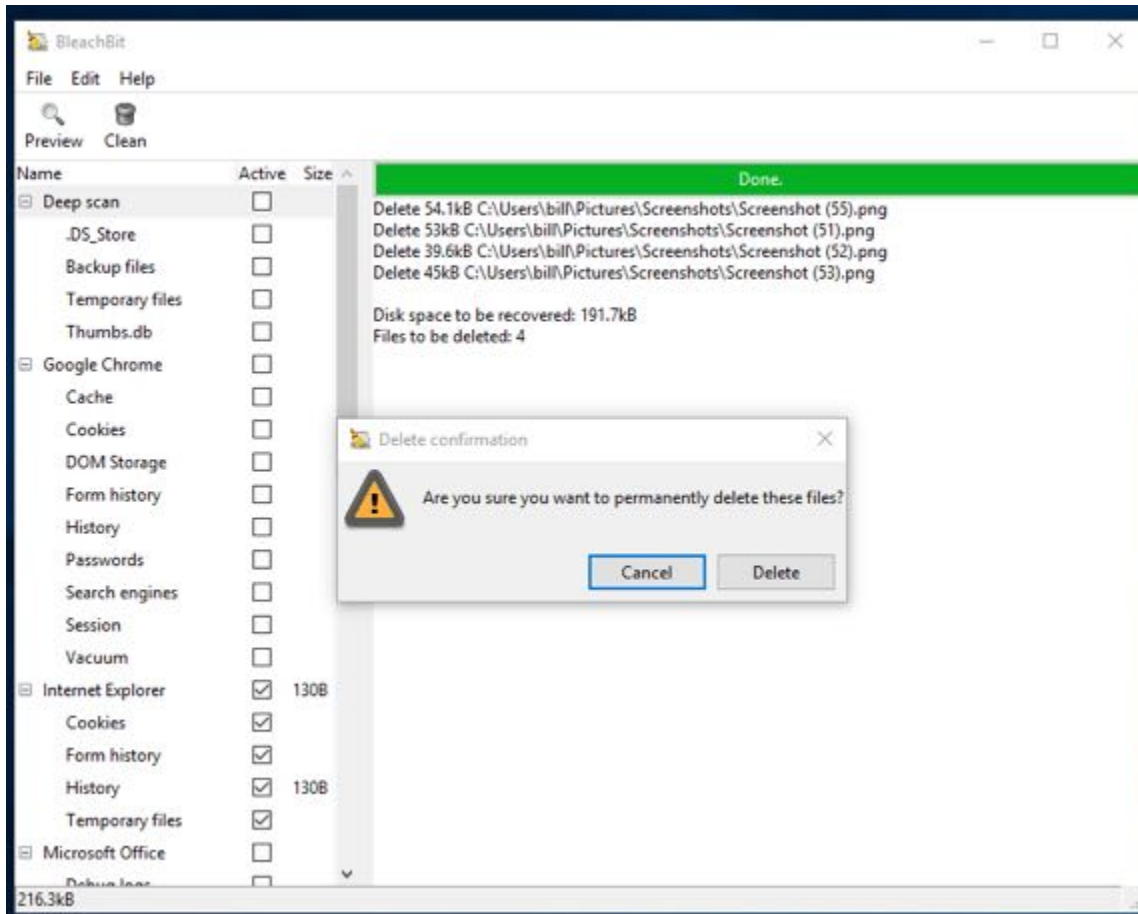 BleachBit
File Edit Help
Preview Clean
Name Active Size
Deep scan
.DS_Store
Backup files
Temporary files
Thumbs.db
Google Chrome
Cache
Cookies
DOM Storage
Form history
History
Passwords
Search engines
Session
Vacuum
Internet Explorer 130B
Cookies
Form history
History 130B
Temporary files
Microsoft Office
Debug logs
216.3kB
Done.
Delete 54.1kB C:\Users\bill\Pictures\Screenshots\Screenshot (55).png
Delete 53kB C:\Users\bill\Pictures\Screenshots\Screenshot (51).png
Delete 39.6kB C:\Users\bill\Pictures\Screenshots\Screenshot (52).png
Delete 45kB C:\Users\bill\Pictures\Screenshots\Screenshot (53).png
Disk space to be recovered: 191.7kB
Files to be deleted: 4
Delete confirmation
Are you sure you want to permanently delete these files?
Cancel Delete